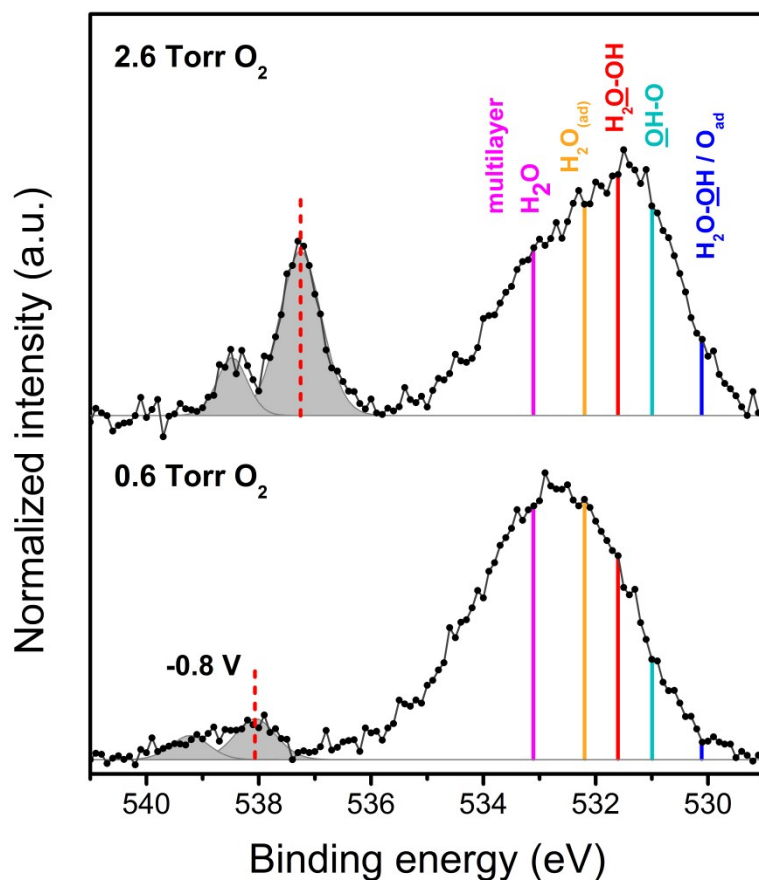 2.6 Torr O₂
multilayer
H₂O
H₂O(ad)
H₂O-OH
OH-O
H₂O-OH / Oad
0.6 Torr O₂
-0.8 V
Normalized intensity (a.u.)
540 538 536 534 532 530
Binding energy (eV)